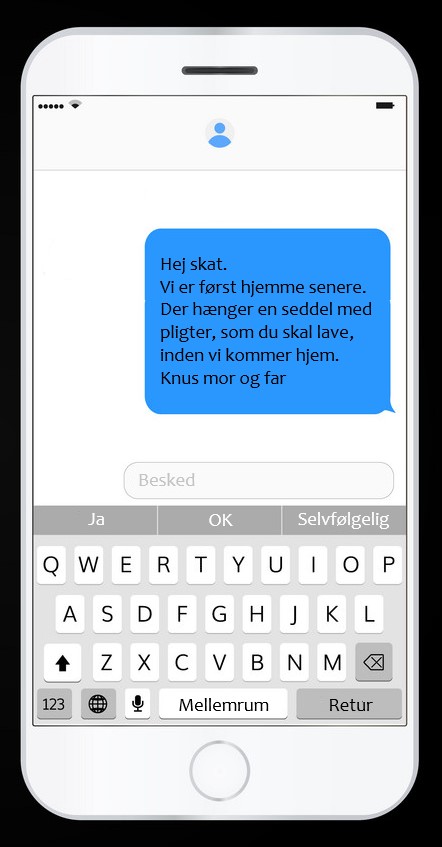 Hej skat.
Vi er først hjemme senere.
Der hænger en seddel med
pligter, som du skal lave,
inden vi kommer hjem.
Knus mor og far
Besked
Ja OK Selvfølgelig
Q W E R T Y U I O P
A S D F G H J K L
Z X C V B N M
123 Mellemrum Retur